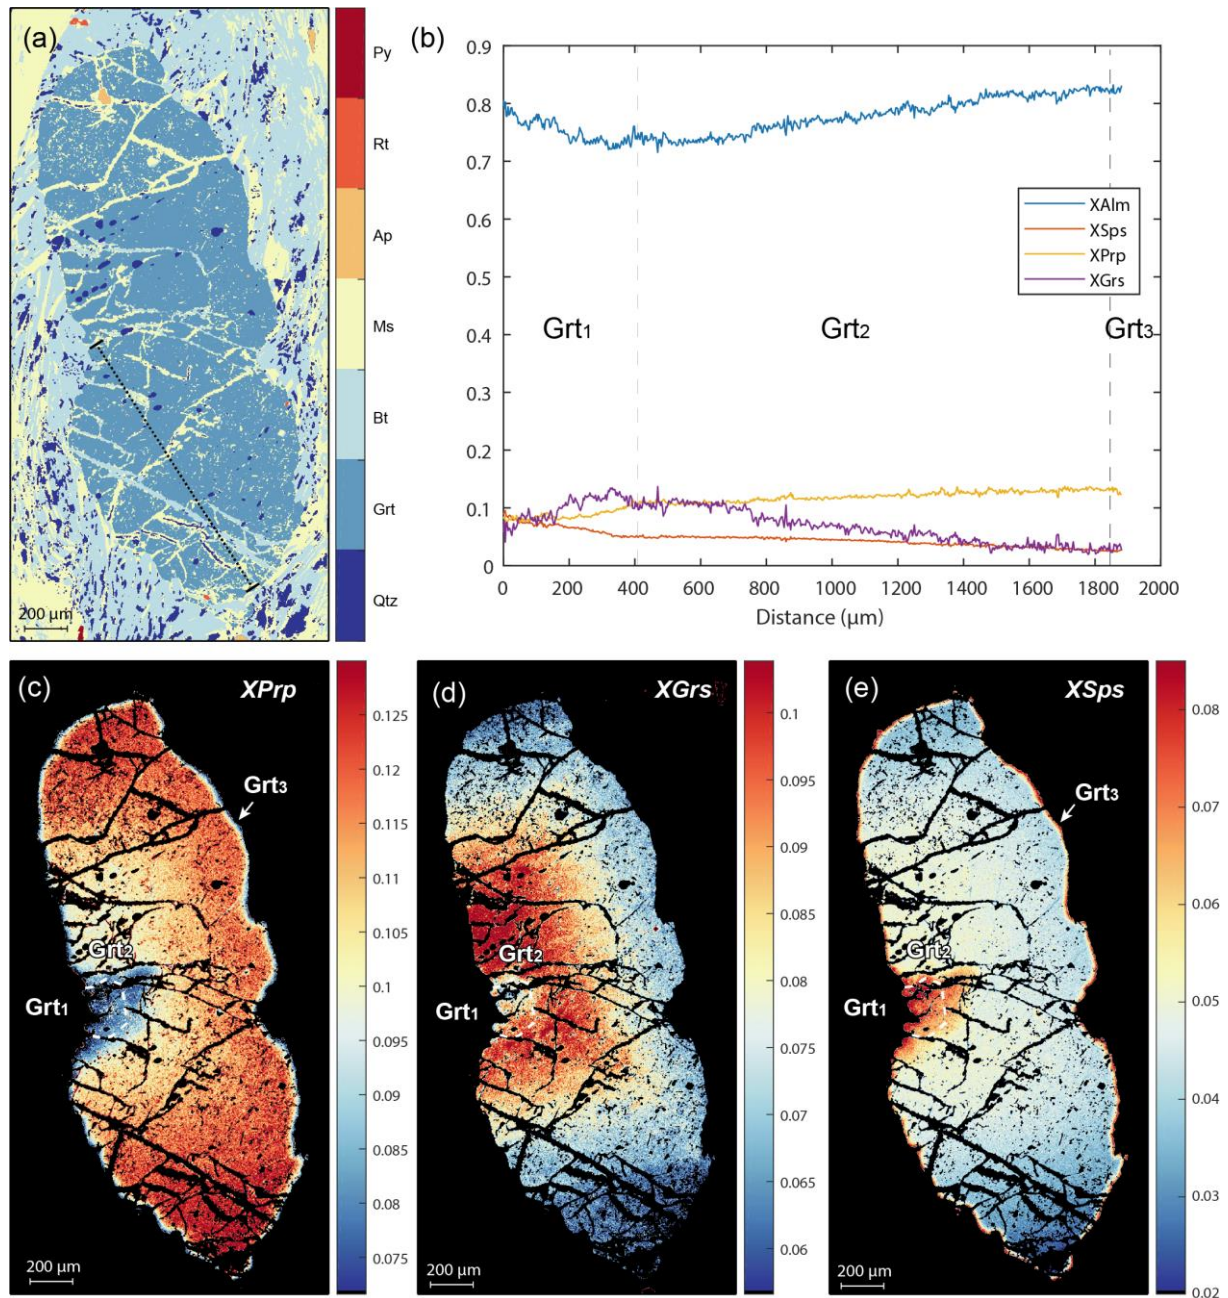 (a)
Py
Rt
Ap
Ms
Bt
Grt
Qtz
200 µm
(b)
0.9
0.8
0.7
0.6
0.5
0.4
0.3
0.2
0.1
0
0 200 400 600 800 1000 1200 1400 1600 1800 2000
Distance (µm)
XAlm
XSps
XPrp
XGrs
Grt1
Grt2
Grt3
(c)
XPrp
Grt3
Grt2
Grt1
200 µm
0.125
0.12
0.115
0.11
0.105
0.1
0.095
0.09
0.085
0.08
0.075
(d)
XGrs
Grt2
Grt1
200 µm
0.1
0.095
0.09
0.085
0.08
0.075
0.07
0.065
0.06
(e)
XSps
Grt3
Grt2
Grt1
200 µm
0.08
0.07
0.06
0.05
0.04
0.03
0.02